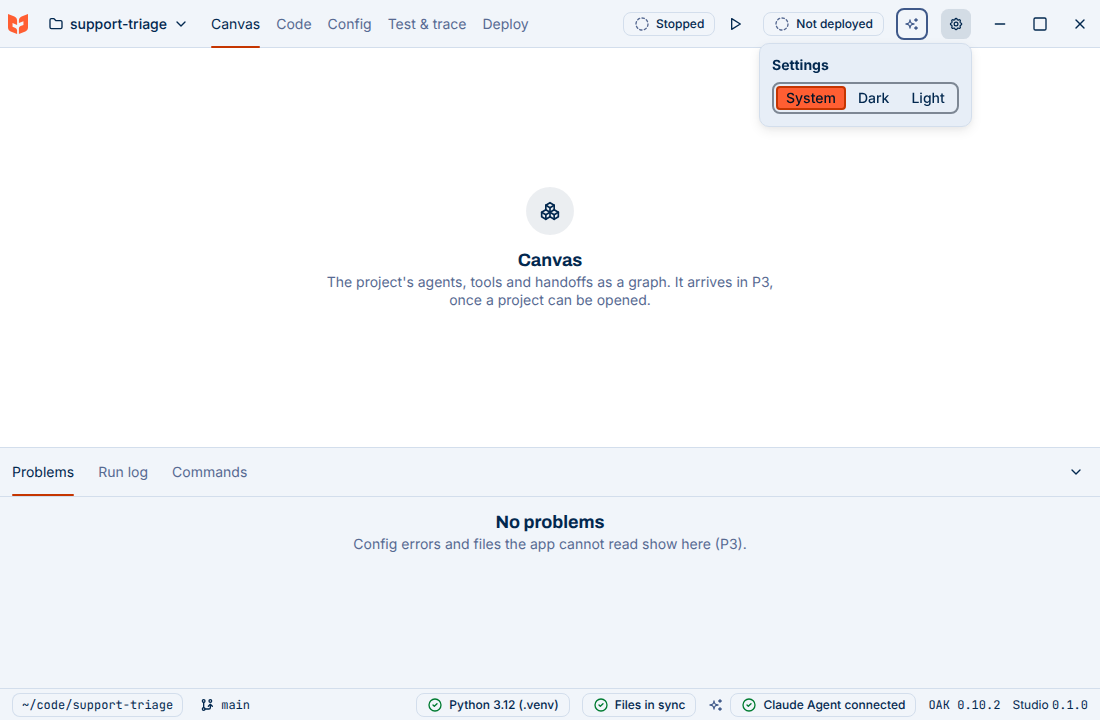 support-triage
Canvas Code Config Test & trace Deploy
Stopped
Not deployed
Settings
System Dark Light
Canvas
The project's agents, tools and handoffs as a graph. It arrives in P3,
once a project can be opened.
Problems Run log Commands
No problems
Config errors and files the app cannot read show here (P3).
~/code/support-triage main Python 3.12 (.venv) Files in sync Claude Agent connected OAK 0.10.2 Studio 0.1.0